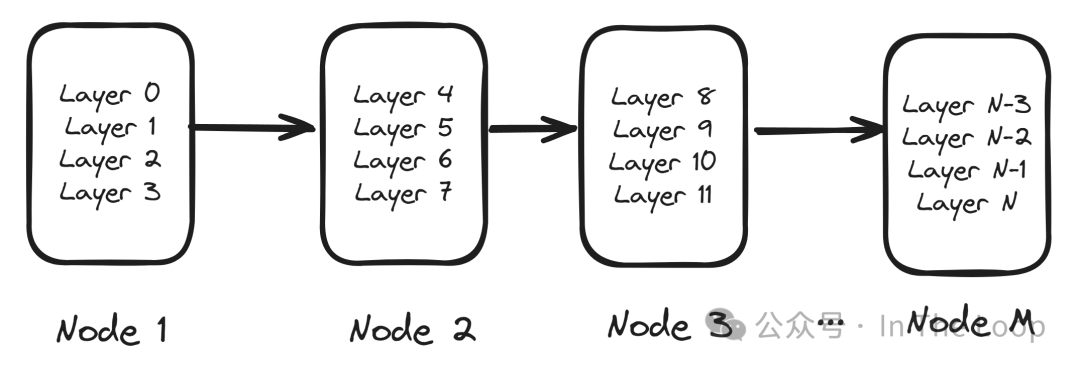 Layer 0
Layer 1
Layer 2
Layer 3
Node 1
Layer 4
Layer 5
Layer 6
Layer 7
Node 2
Layer 8
Layer 9
Layer 10
Layer 11
Node 3
...
Layer N-3
Layer N-2
Layer N-1
Layer N
Node M
公众号 · In The Loop